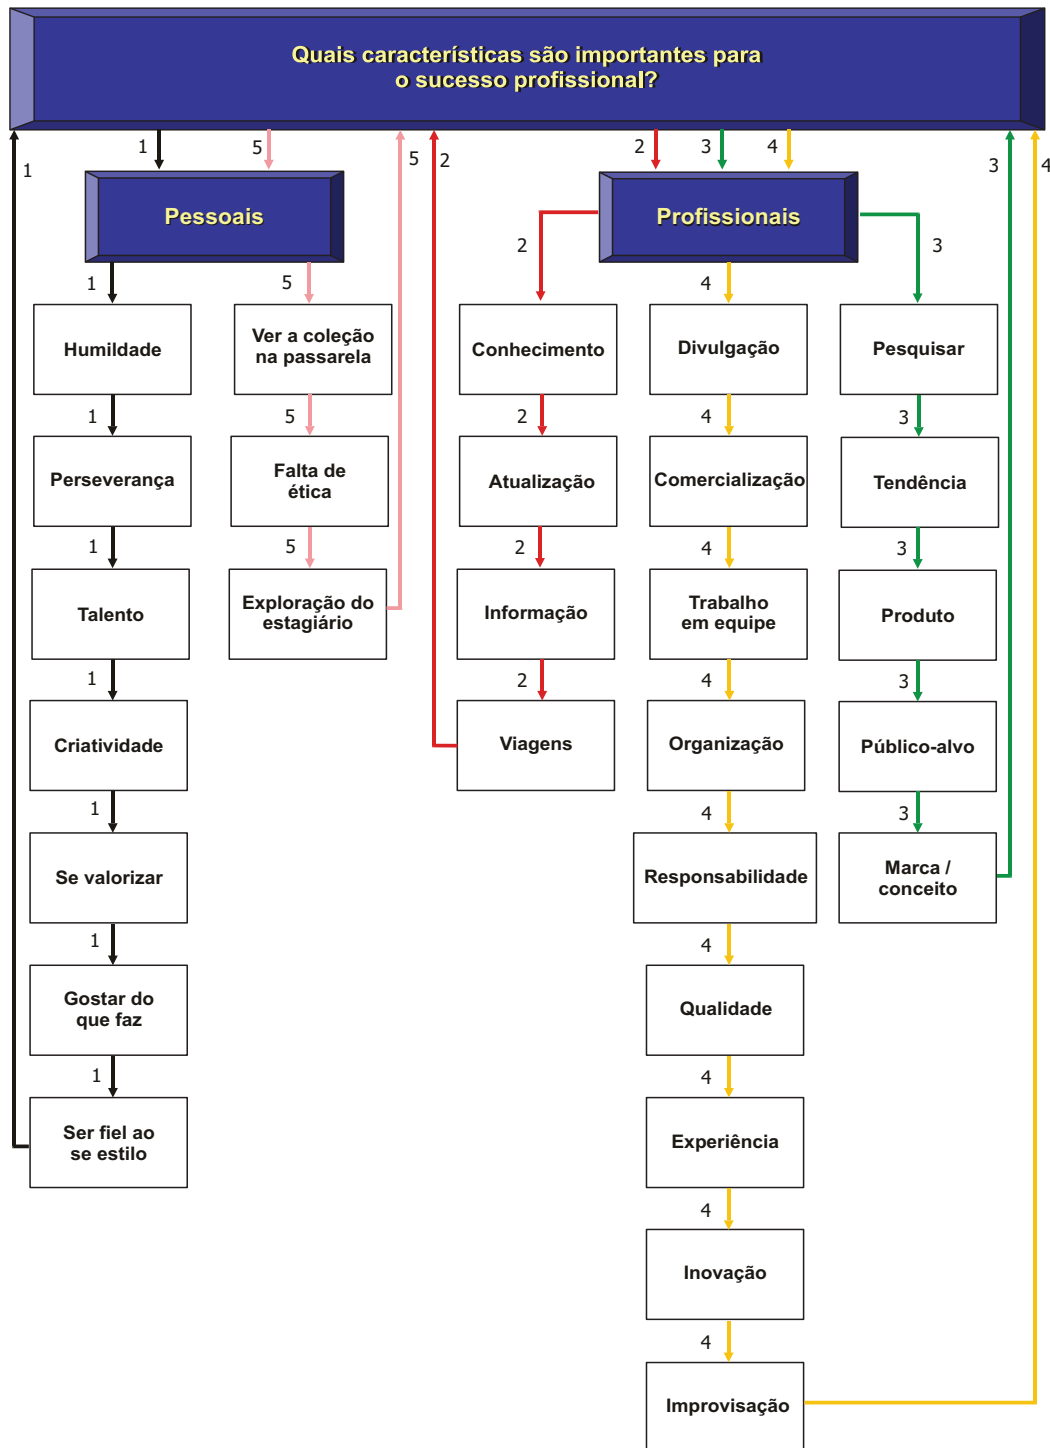 Quais características são importantes para
o sucesso profissional?
1
1
5
5
2
2
3
4
3
4
Pessoais
Profissionais
1
5
2
4
3
Humildade
Ver a coleção
na passarela
Conhecimento
Divulgação
Pesquisar
1
5
2
4
3
Perseverança
Falta de
ética
Atualização
Comercialização
Tendência
1
5
2
4
3
Talento
Exploração do
estagiário
Informação
Trabalho
em equipe
Produto
1
2
4
3
Criatividade
Viagens
Organização
Público-alvo
1
4
3
Se valorizar
Responsabilidade
Marca /
conceito
1
4
Gostar do
que faz
Qualidade
1
4
Ser fiel ao
se estilo
Experiência
4
Inovação
4
Improvisação